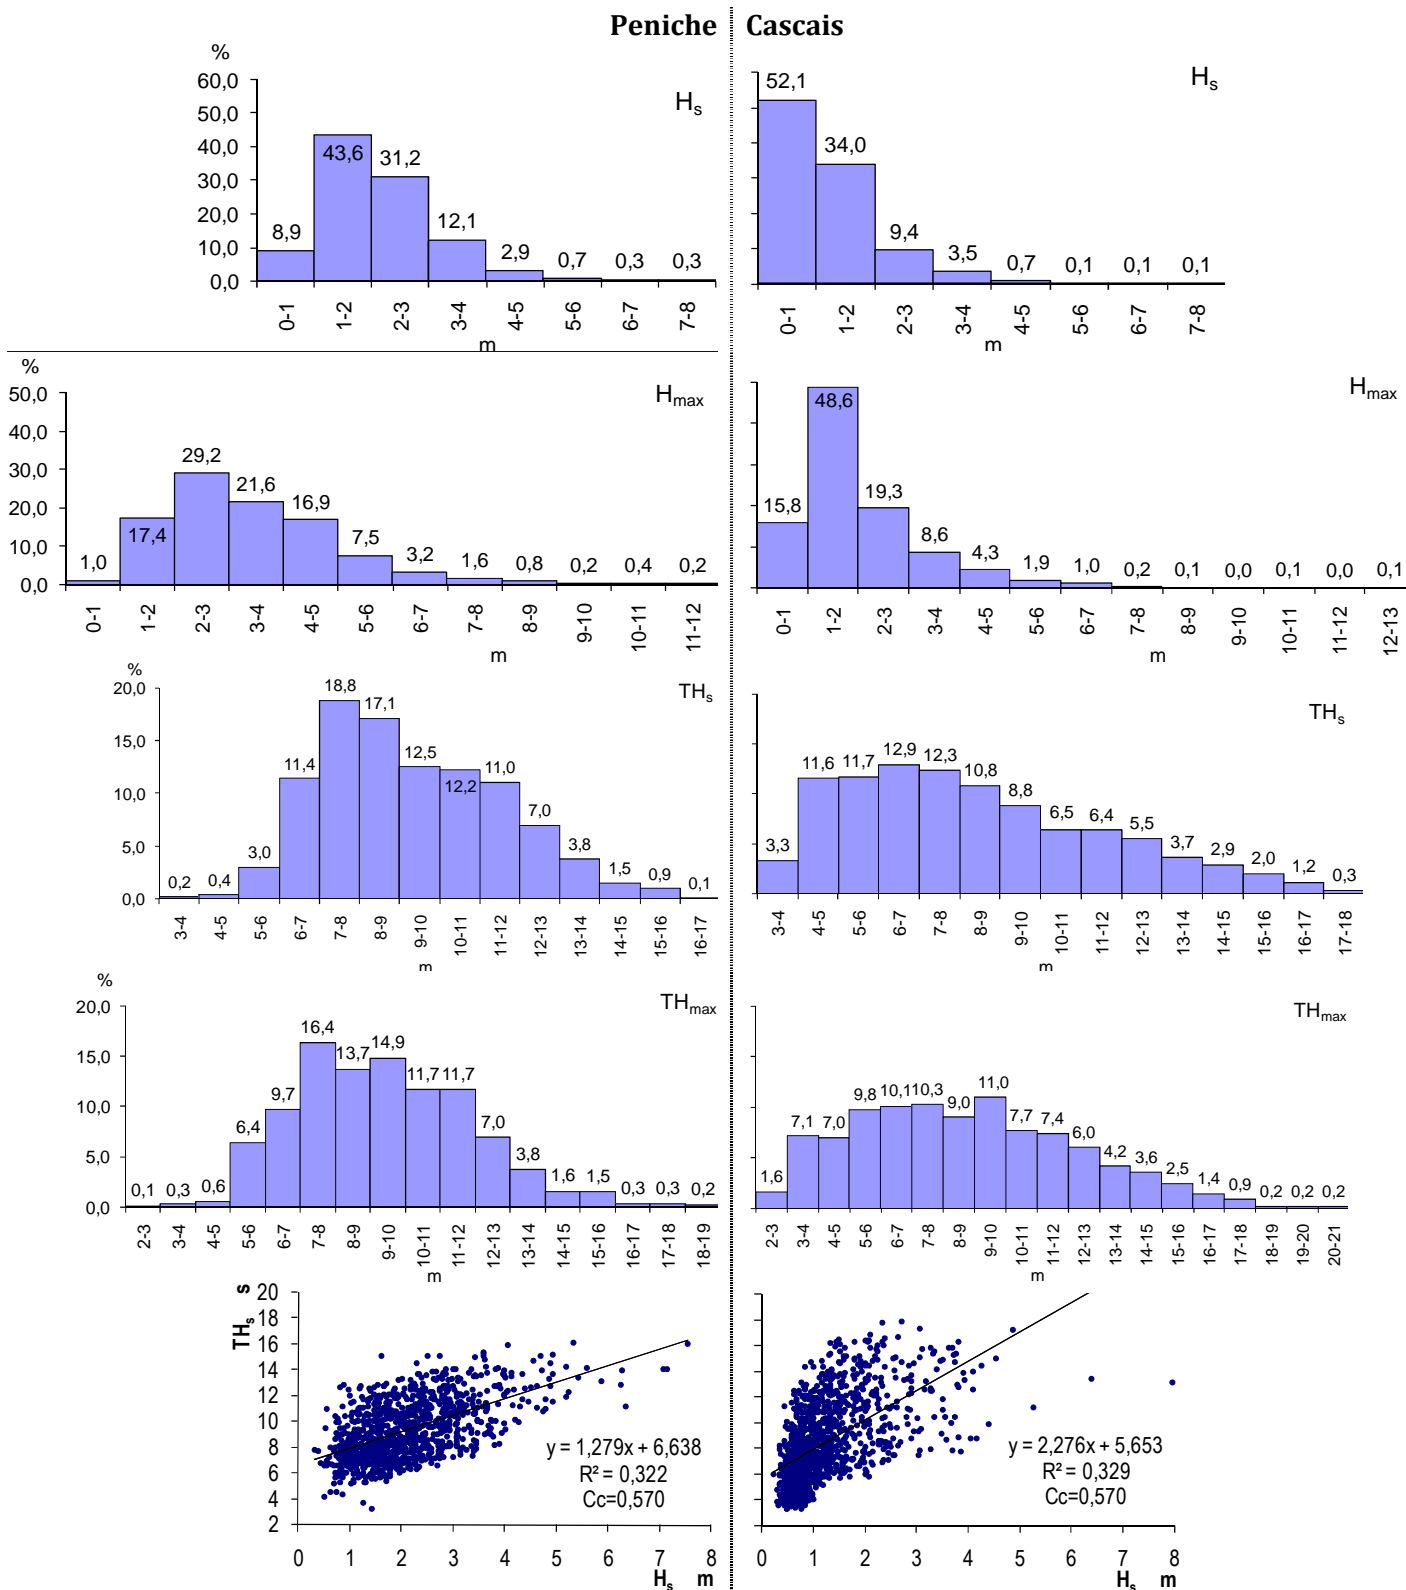 Peniche Cascais
%
Hs
60,0
50,0
40,0
30,0
20,0
10,0
0,0
8,9 43,6 31,2 12,1 2,9 0,7 0,3 0,3
0-1 1-2 2-3 3-4 4-5 5-6 6-7 7-8
m
Hs
52,1 34,0 9,4 3,5 0,7 0,1 0,1 0,1
0-1 1-2 2-3 3-4 4-5 5-6 6-7 7-8
m
%
Hmax
50,0
40,0
30,0
20,0
10,0
0,0
1,0 17,4 29,2 21,6 16,9 7,5 3,2 1,6 0,8 0,2 0,4 0,2
0-1 1-2 2-3 3-4 4-5 5-6 6-7 7-8 8-9 9-10 10-11 11-12
m
Hmax
15,8 48,6 19,3 8,6 4,3 1,9 1,0 0,2 0,1 0,0 0,1 0,0 0,1
0-1 1-2 2-3 3-4 4-5 5-6 6-7 7-8 8-9 9-10 10-11 11-12 12-13
m
%
THs
20,0
15,0
10,0
5,0
0,0
0,2 0,4 3,0 11,4 18,8 17,1 12,5 12,2 11,0 7,0 3,8 1,5 0,9 0,1
3-4 4-5 5-6 6-7 7-8 8-9 9-10 10-11 11-12 12-13 13-14 14-15 15-16 16-17
m
THs
3,3 11,6 11,7 12,9 12,3 10,8 8,8 6,5 6,4 5,5 3,7 2,9 2,0 1,2 0,3
3-4 4-5 5-6 6-7 7-8 8-9 9-10 10-11 11-12 12-13 13-14 14-15 15-16 16-17 17-18
m
%
THmax
20,0
15,0
10,0
5,0
0,0
0,1 0,3 0,6 6,4 9,7 16,4 13,7 14,9 11,7 11,7 7,0 3,8 1,6 1,5 0,3 0,3 0,2
2-3 3-4 4-5 5-6 6-7 7-8 8-9 9-10 10-11 11-12 12-13 13-14 14-15 15-16 16-17 17-18 18-19
m
THmax
1,6 7,1 7,0 9,8 10,1 10,3 9,0 11,0 7,7 7,4 6,0 4,2 3,6 2,5 1,4 0,9 0,2 0,2 0,2
2-3 3-4 4-5 5-6 6-7 7-8 8-9 9-10 10-11 11-12 12-13 13-14 14-15 15-16 16-17 17-18 18-19 19-20 20-21
m
THs s
20
18
16
14
12
10
8
6
4
2
y = 1,279x + 6,638
R² = 0,322
Cc=0,570
0 1 2 3 4 5 6 7 8
Hs m
y = 2,276x + 5,653
R² = 0,329
Cc=0,570
0 1 2 3 4 5 6 7 8
Hs m